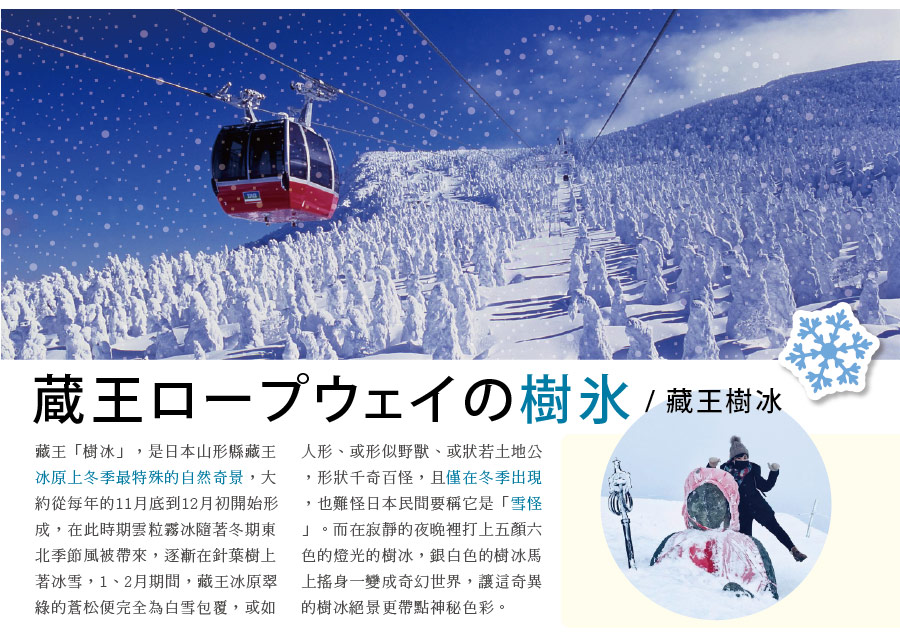 蔵王ロープウェイの樹氷 / 藏王樹冰
藏王「樹冰」，是日本山形縣藏王
冰原上冬季最特殊的自然奇景，大
約從每年的11月底到12月初開始形
成，在此時期雲粒霧冰隨著冬期東
北季節風被帶來，逐漸在針葉樹上
著冰雪，1、2月期間，藏王冰原翠
綠的蒼松便完全為白雪包覆，或如
人形、或形似野獸、或狀若土地公
，形狀千奇百怪，且僅在冬季出現
，也難怪日本民間要稱它是「雪怪
」。而在寂靜的夜晚裡打上五顏六
色的燈光的樹冰，銀白色的樹冰馬
上搖身一變成奇幻世界，讓這奇異
的樹冰絕景更帶點神秘色彩。